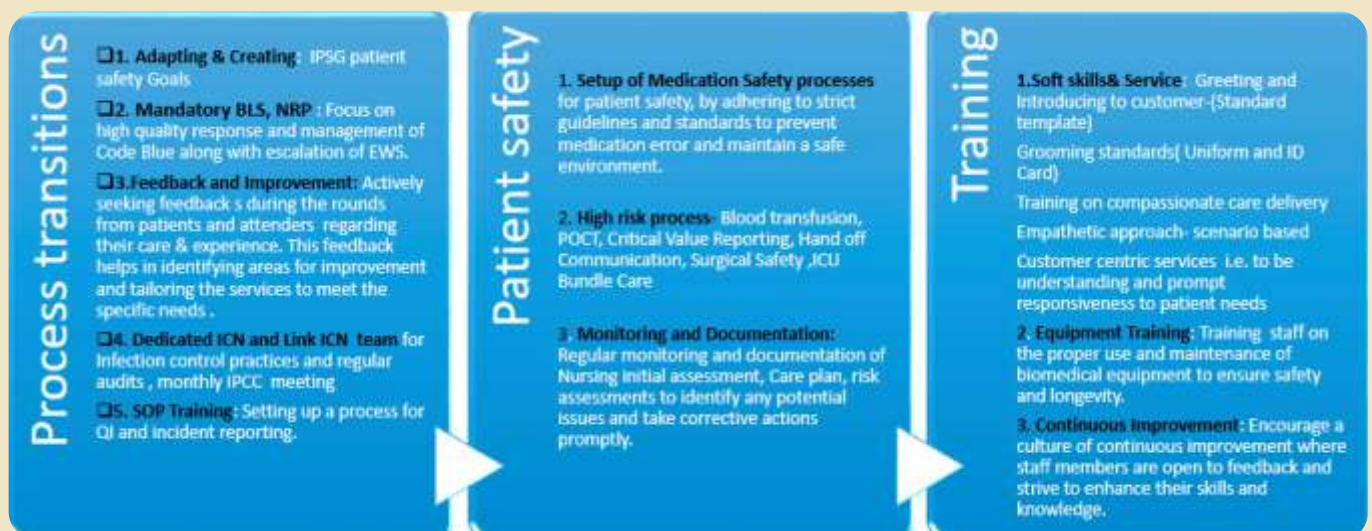 Process transitions
❑1. Adapting & Creating: IPSG patient
safety Goals
❑2. Mandatory BLS, NRP : Focus on
high quality response and management of
Code Blue along with escalation of EWS.
❑3.Feedback and Improvement: Actively
seeking feedback s during the rounds
from patients and attenders regarding
their care & experience. This feedback
helps in identifying areas for improvement
and tailoring the services to meet the
specific needs .
❑4. Dedicated ICN and Link ICN team for
Infection control practices and regular
audits , monthly IPCC meeting
❑5. SOP Training: Setting up a process for
QI and incident reporting.
Patient safety
1. Setup of Medication Safety processes
for patient safety, by adhering to strict
guidelines and standards to prevent
medication error and maintain a safe
environment.
2. High risk process- Blood transfusion,
POCT, Critical Value Reporting, Hand off
Communication, Surgical Safety ,ICU
Bundle Care
3. Monitoring and Documentation:
Regular monitoring and documentation of
Nursing initial assessment, Care plan, risk
assessments to identify any potential
issues and take corrective actions
promptly.
Training
1.Soft skills& Service: Greeting and
Introducing to customer-(Standard
template)
Grooming standards( Uniform and ID
Card)
Training on compassionate care delivery
Empathetic approach- scenario based
Customer centric services i.e. to be
understanding and prompt
responsiveness to patient needs
2. Equipment Training: Training staff on
the proper use and maintenance of
biomedical equipment to ensure safety
and longevity.
3. Continuous Improvement: Encourage a
culture of continuous improvement where
staff members are open to feedback and
strive to enhance their skills and
knowledge.